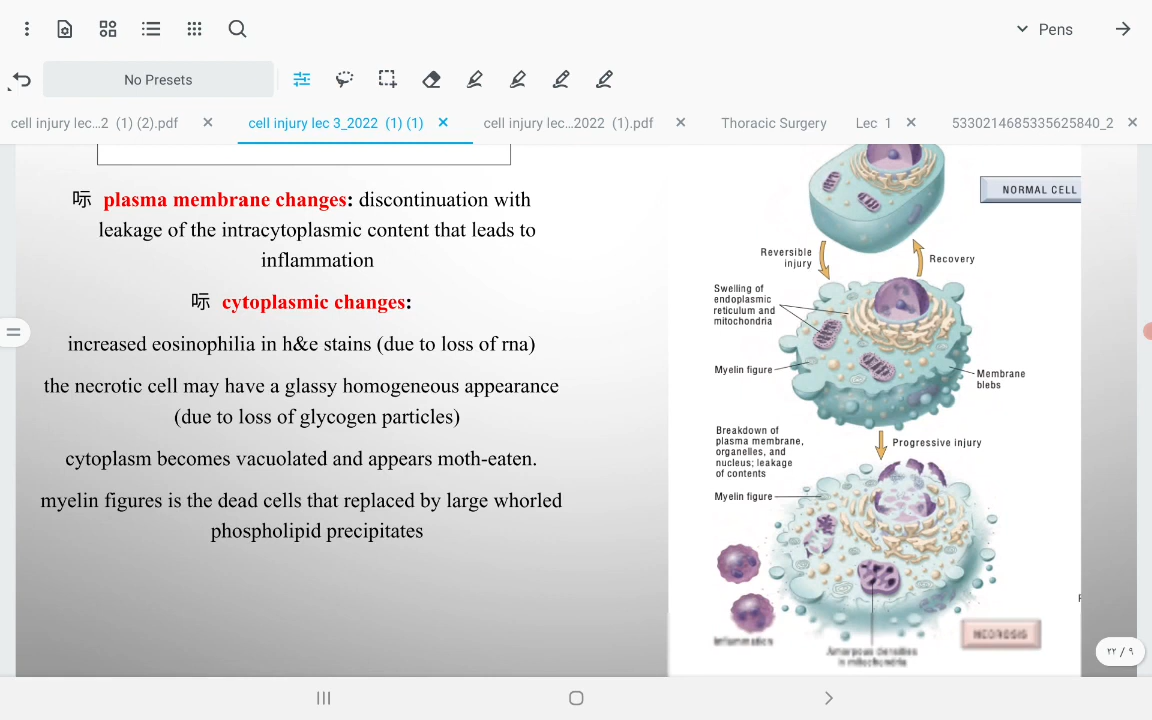 Pens
No Presets
cell injury lec...2 (1) (2).pdf
cell injury lec 3_2022 (1) (1)
cell injury lec...2022 (1).pdf
Thoracic Surgery
Lec 1
5330214685335625840_2
哧 plasma membrane changes: discontinuation with
leakage of the intracytoplasmic content that leads to
inflammation
cytoplasmic changes:
increased eosinophilia in h&e stains (due to loss of rna)
the necrotic cell may have a glassy homogeneous appearance
(due to loss of glycogen particles)
cytoplasm becomes vacuolated and appears moth-eaten.
myelin figures is the dead cells that replaced by large whorled
phospholipid precipitates
NORMAL CELL
Reversible
injury
Recovery
Swelling of
endoplasmic
reticulum and
mitochondria
Myelin figure
Membrane
blebs
Breakdown of
plasma membrane,
organelles, and
nucleus; leakage
of contents
Progressive injury
Myelin figure
Inflammation
Amorphous densities
in mitochondria
NECROSIS
٢٢ / ٩